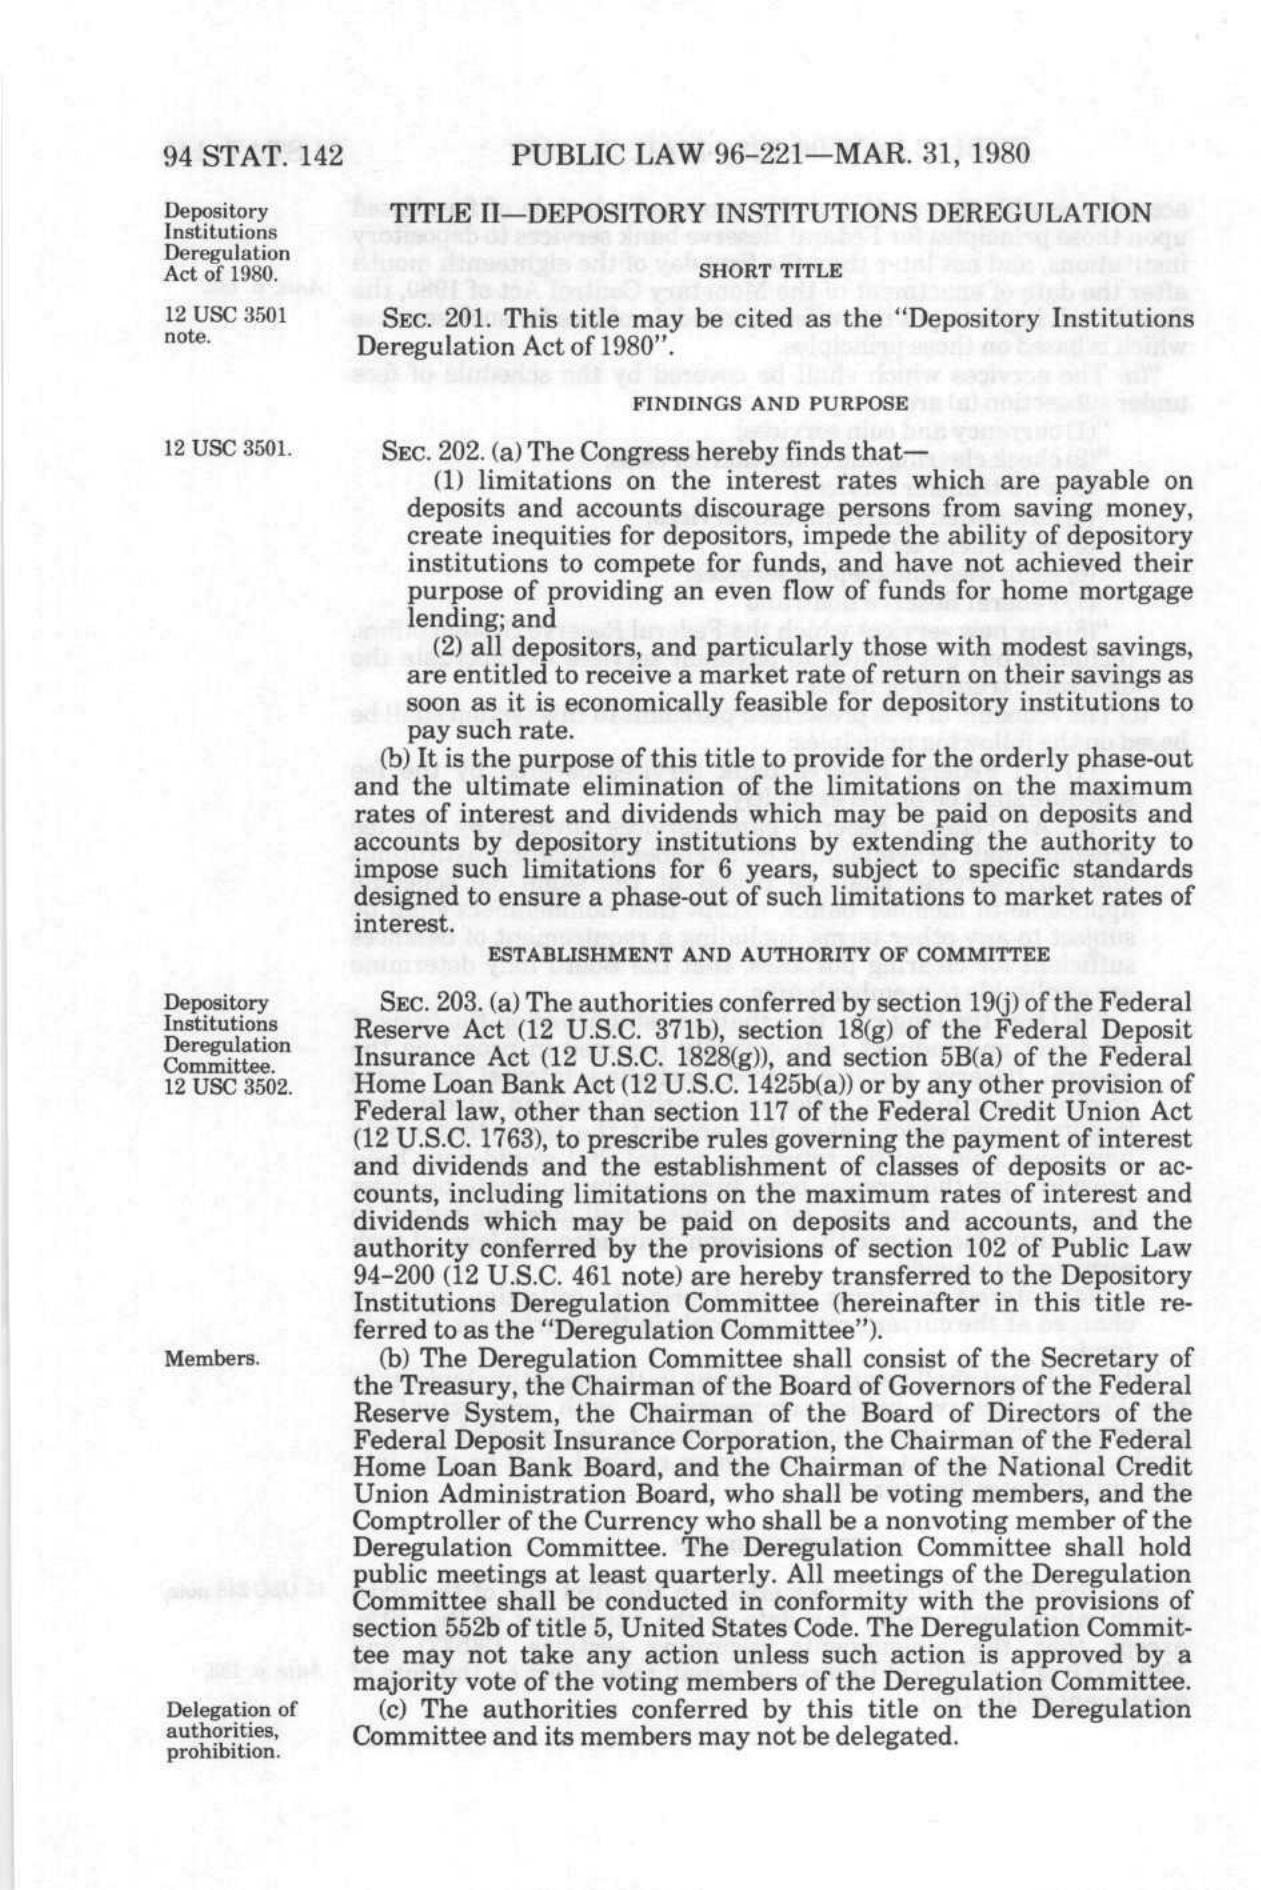 94 STAT. 142
PUBLIC LAW 96-221—MAR. 31, 1980
Depository
Institutions
Deregulation
Act of 1980.
TITLE II—DEPOSITORY INSTITUTIONS DEREGULATION
SHORT TITLE
12 USC 3501
note.
SEC. 201. This title may be cited as the “Depository Institutions
Deregulation Act of 1980”.
FINDINGS AND PURPOSE
12 USC 3501.
SEC. 202. (a) The Congress hereby finds that—
(1) limitations on the interest rates which are payable on
deposits and accounts discourage persons from saving money,
create inequities for depositors, impede the ability of depository
institutions to compete for funds, and have not achieved their
purpose of providing an even flow of funds for home mortgage
lending; and
(2) all depositors, and particularly those with modest savings,
are entitled to receive a market rate of return on their savings as
soon as it is economically feasible for depository institutions to
pay such rate.
(b) It is the purpose of this title to provide for the orderly phase-out
and the ultimate elimination of the limitations on the maximum
rates of interest and dividends which may be paid on deposits and
accounts by depository institutions by extending the authority to
impose such limitations for 6 years, subject to specific standards
designed to ensure a phase-out of such limitations to market rates of
interest.
ESTABLISHMENT AND AUTHORITY OF COMMITTEE
Depository
Institutions
Deregulation
Committee.
12 USC 3502.
SEC. 203. (a) The authorities conferred by section 19(j) of the Federal
Reserve Act (12 U.S.C. 371b), section 18(g) of the Federal Deposit
Insurance Act (12 U.S.C. 1828(g)), and section 5B(a) of the Federal
Home Loan Bank Act (12 U.S.C. 1425b(a)) or by any other provision of
Federal law, other than section 117 of the Federal Credit Union Act
(12 U.S.C. 1763), to prescribe rules governing the payment of interest
and dividends and the establishment of classes of deposits or ac-
counts, including limitations on the maximum rates of interest and
dividends which may be paid on deposits and accounts, and the
authority conferred by the provisions of section 102 of Public Law
94-200 (12 U.S.C. 461 note) are hereby transferred to the Depository
Institutions Deregulation Committee (hereinafter in this title re-
ferred to as the “Deregulation Committee”).
Members.
(b) The Deregulation Committee shall consist of the Secretary of
the Treasury, the Chairman of the Board of Governors of the Federal
Reserve System, the Chairman of the Board of Directors of the
Federal Deposit Insurance Corporation, the Chairman of the Federal
Home Loan Bank Board, and the Chairman of the National Credit
Union Administration Board, who shall be voting members, and the
Comptroller of the Currency who shall be a nonvoting member of the
Deregulation Committee. The Deregulation Committee shall hold
public meetings at least quarterly. All meetings of the Deregulation
Committee shall be conducted in conformity with the provisions of
section 552b of title 5, United States Code. The Deregulation Commit-
tee may not take any action unless such action is approved by a
majority vote of the voting members of the Deregulation Committee.
Delegation of
authorities,
prohibition.
(c) The authorities conferred by this title on the Deregulation
Committee and its members may not be delegated.